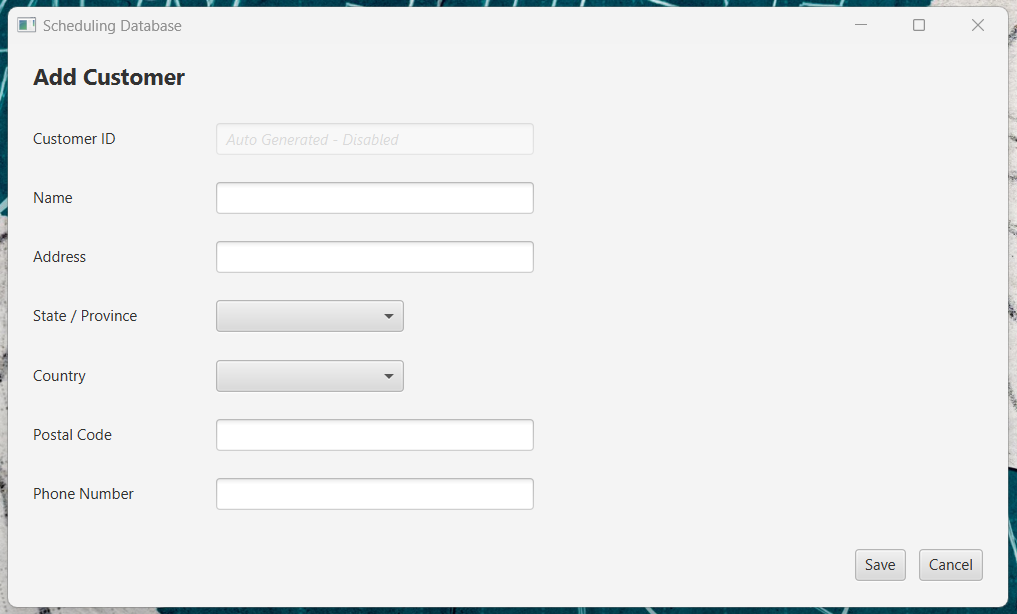 Scheduling Database
Add Customer
Customer ID
Auto Generated - Disabled
Name
Address
State / Province
Country
Postal Code
Phone Number
Save
Cancel